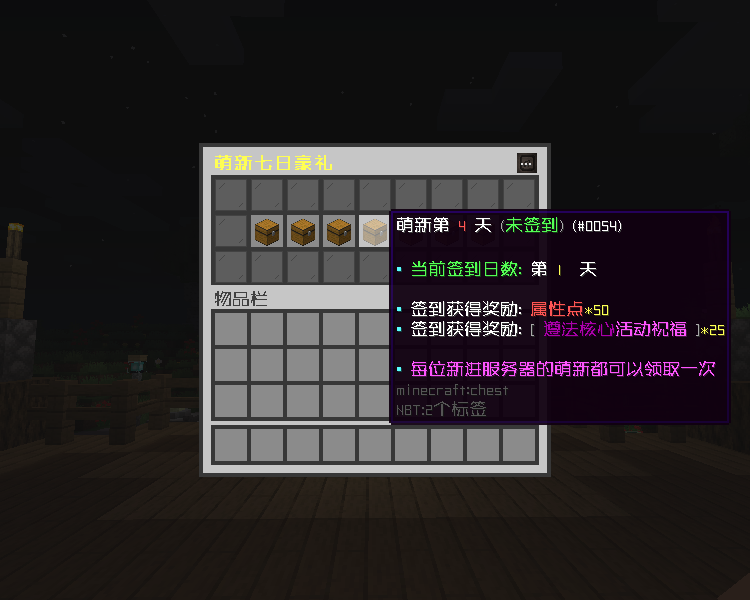 萌新七日豪礼
萌新第 4 天 (未签到) (#0054)
当前签到日数: 第 1 天
签到获得奖励: 属性点*50
签到获得奖励: [ 遵法核心活动祝福 ]*25
每位新进服务器的萌新都可以领取一次
minecraft:chest
NBT:2个标签
物品栏